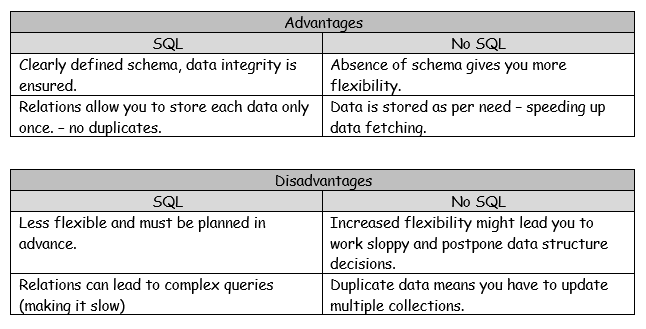 Advantages
SQL
No SQL
Clearly defined schema, data integrity is
ensured.
Absence of schema gives you more
flexibility.
Relations allow you to store each data only
once. – no duplicates.
Data is stored as per need – speeding up
data fetching.
Disadvantages
SQL
No SQL
Less flexible and must be planned in
advance.
Increased flexibility might lead you to
work sloppy and postpone data structure
decisions.
Relations can lead to complex queries
(making it slow)
Duplicate data means you have to update
multiple collections.